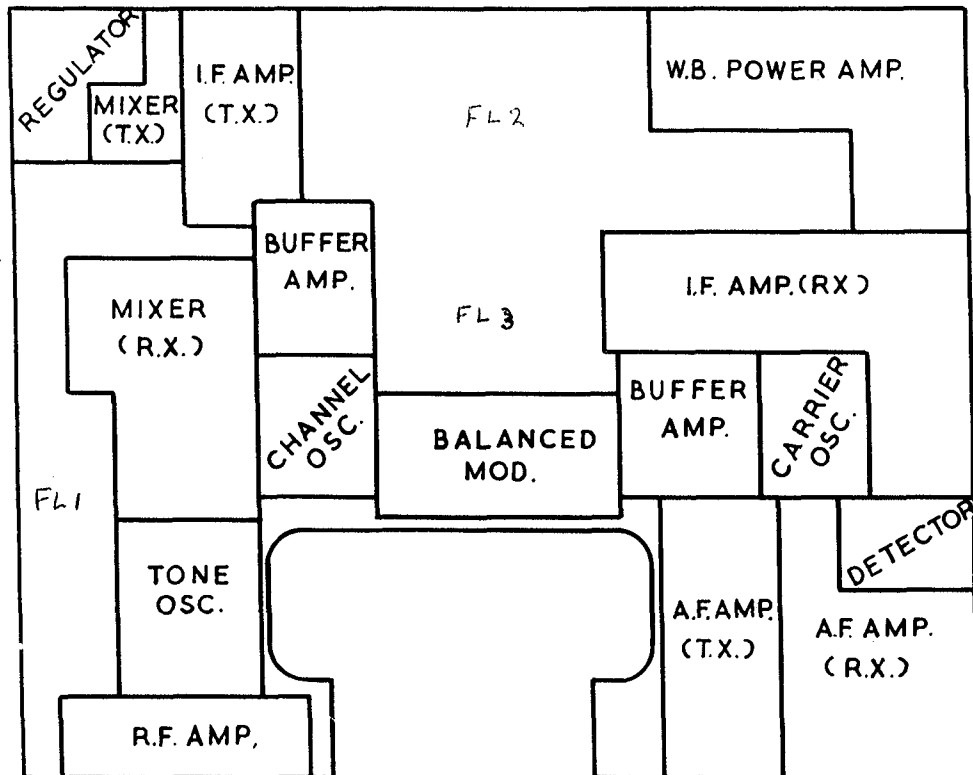 REGULATOR
MIXER
(T.X.)
I.F. AMP.
(T.X.)
FL2
W.B. POWER AMP.
BUFFER
AMP.
I.F. AMP.(RX)
MIXER
(R.X.)
FL3
CHANNEL
OSC.
BALANCED
MOD.
BUFFER
AMP.
CARRIER
OSC.
FL1
DETECTOR
TONE
OSC.
A.F. AMP.
(T.X.)
A.F. AMP.
(R.X.)
R.F. AMP,